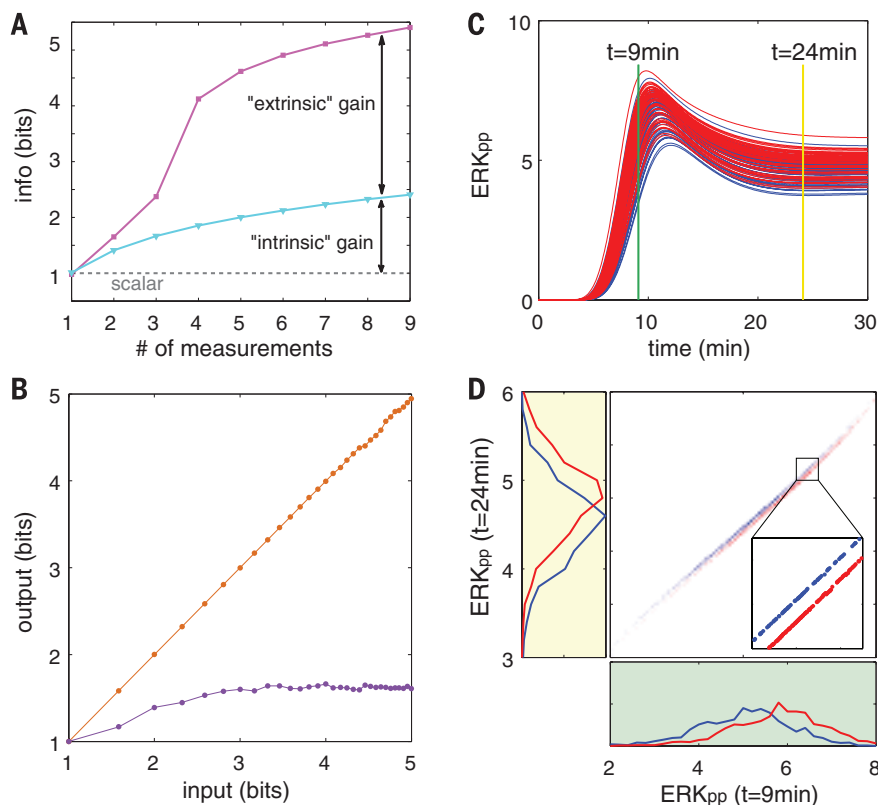 A
info (bits)
5
4
3
2
1
"extrinsic" gain
"intrinsic" gain
scalar
1 2 3 4 5 6 7 8 9
# of measurements
B
output (bits)
5
4
3
2
1
1 2 3 4 5
input (bits)
C
ERKpp
10
5
0
t=9min
t=24min
0 10 20 30
time (min)
D
ERKpp (t=24min)
6
5
4
3
2 4 6 8
ERKpp (t=9min)